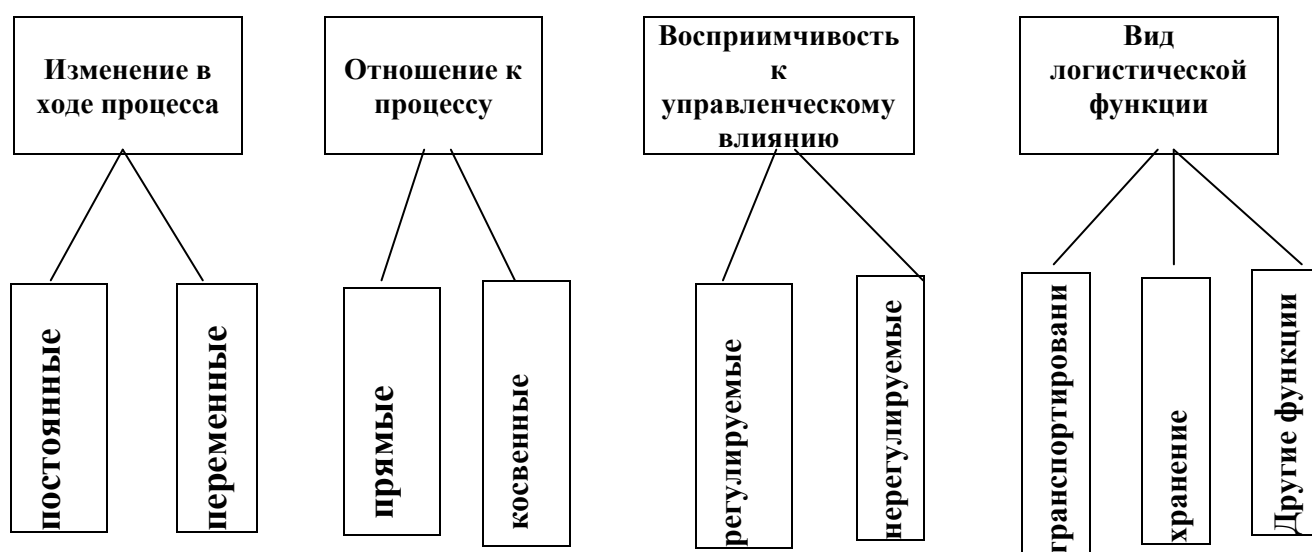 Изменение в
ходе процесса
Отношение к
процессу
Восприимчивость
к
управленческому
влиянию
Вид
логистической
функции
постоянные
переменные
прямые
косвенные
регулируемые
нерегулируемые
транспортировани
хранение
Другие функции